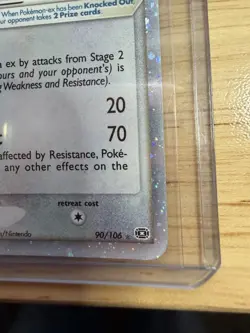 When Pokémon-ex has been Knocked Out
opponent takes 2 Prize cards.
ex by attacks from Stage 2
ours and your opponent's) is
g Weakness and Resistance).
20
70
affected by Resistance, Poké-
any other effects on the
retreat cost
/Nintendo
90/106